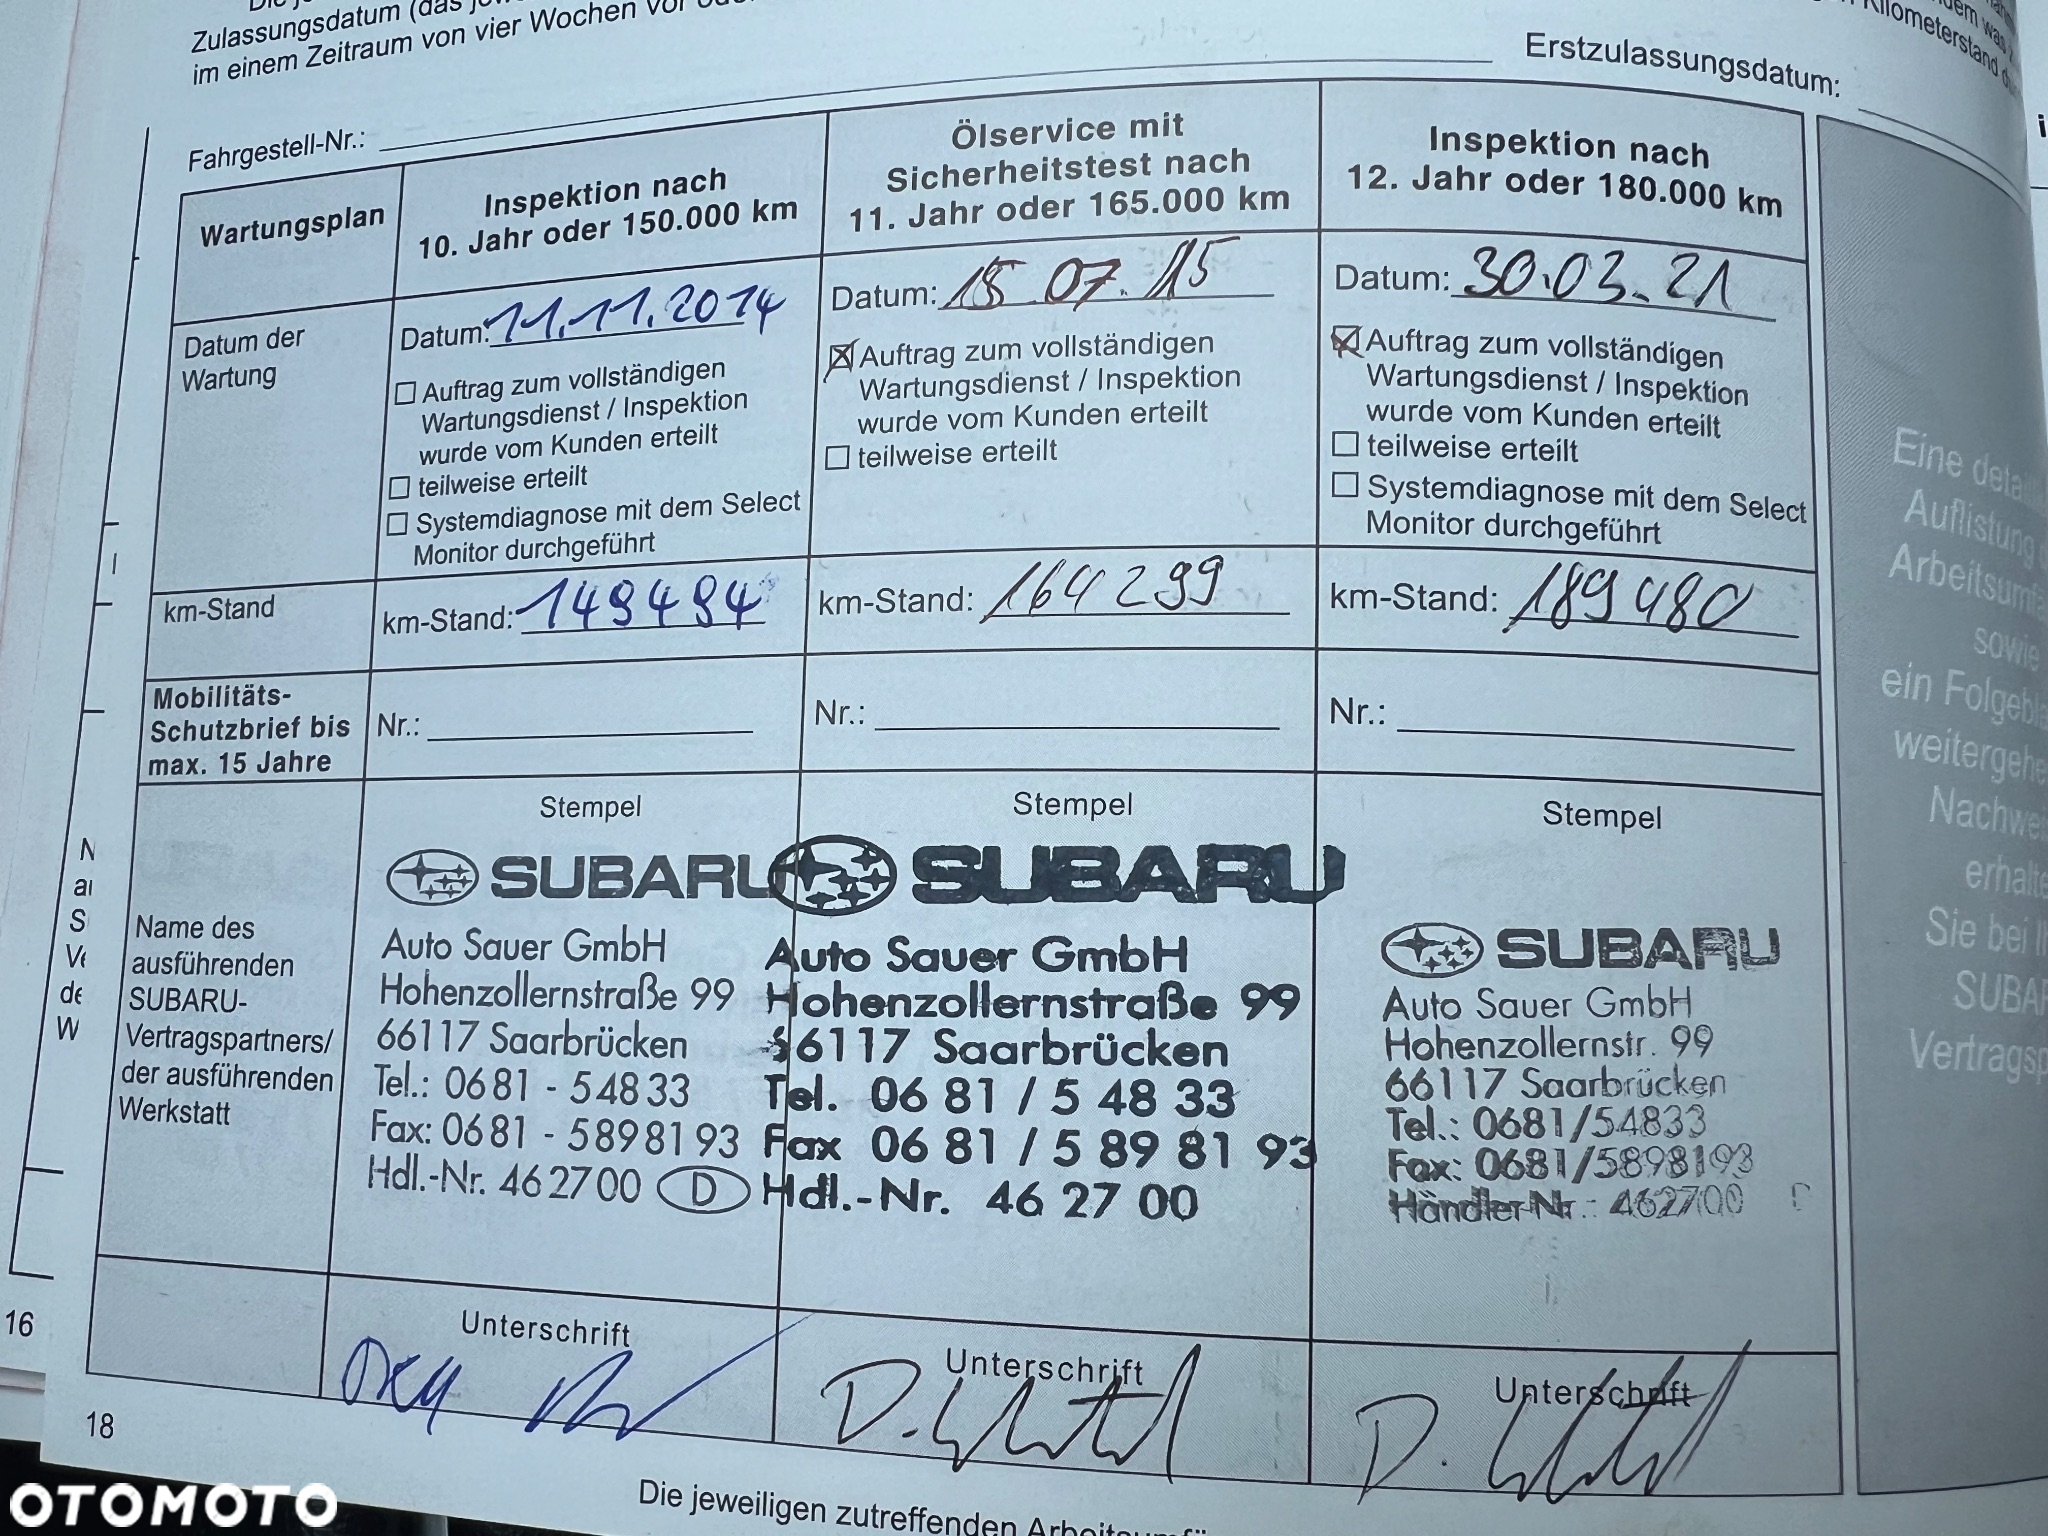 Zulassungsdatum (das
im einem Zeitraum von vier Wochen vor
Kilometerstand
Erstzulassungsdatum:
Fahrgestell-Nr.:
Wartungsplan
Inspektion nach
10. Jahr oder 150.000 km
Ölservice mit
Sicherheitstest nach
11. Jahr oder 165.000 km
Inspektion nach
12. Jahr oder 180.000 km
Datum der
Wartung
Datum: 11.11.2014
Auftrag zum vollständigen
Wartungsdienst / Inspektion
wurde vom Kunden erteilt
teilweise erteilt
Systemdiagnose mit dem Select
Monitor durchgeführt
Datum: 15.07.15
Auftrag zum vollständigen
Wartungsdienst / Inspektion
wurde vom Kunden erteilt
teilweise erteilt
Datum: 30.03.21
Auftrag zum vollständigen
Wartungsdienst / Inspektion
wurde vom Kunden erteilt
teilweise erteilt
Systemdiagnose mit dem Select
Monitor durchgeführt
km-Stand
km-Stand: 149494
km-Stand: 164299
km-Stand: 189480
Mobilitäts-
Schutzbrief bis
max. 15 Jahre
Nr.:
Nr.:
Nr.:
Name des
ausführenden
SUBARU-
Vertragspartners/
der ausführenden
Werkstatt
Stempel
SUBARU
Auto Sauer GmbH
Hohenzollernstraße 99
66117 Saarbrücken
Tel.: 0681 - 54833
Fax: 0681 - 5898193
Hdl.-Nr. 462700 D
Stempel
SUBARU
Auto Sauer GmbH
Hohenzollernstraße 99
66117 Saarbrücken
Tel. 06 81 / 5 48 33
Fax 06 81 / 5 89 81 93
Hdl.-Nr. 46 27 00
Stempel
SUBARU
Auto Sauer GmbH
Hohenzollernstr. 99
66117 Saarbrücken
Tel.: 0681/54833
Fax: 0681/5898193
Händler-Nr.: 462700 D
Unterschrift
Unterschrift
Unterschrift
Eine
Auflistung
sowie
ein
Sie bei
16
18
Die jeweiligen zutreffenden
OTOMOTO